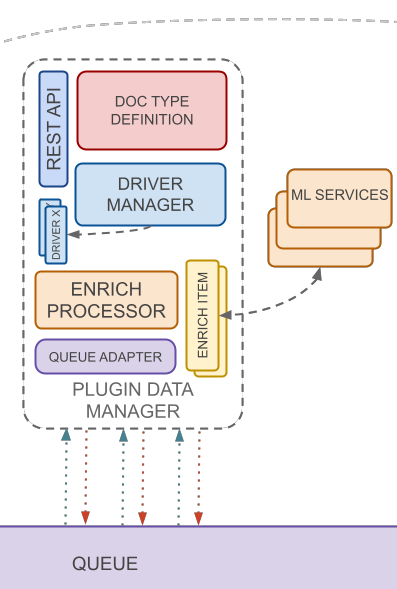 REST API
DOC TYPE
DEFINITION
DRIVER
MANAGER
DRIVER X
ML SERVICES
ENRICH
PROCESSOR
ENRICH ITEM
QUEUE ADAPTER
PLUGIN DATA
MANAGER
QUEUE